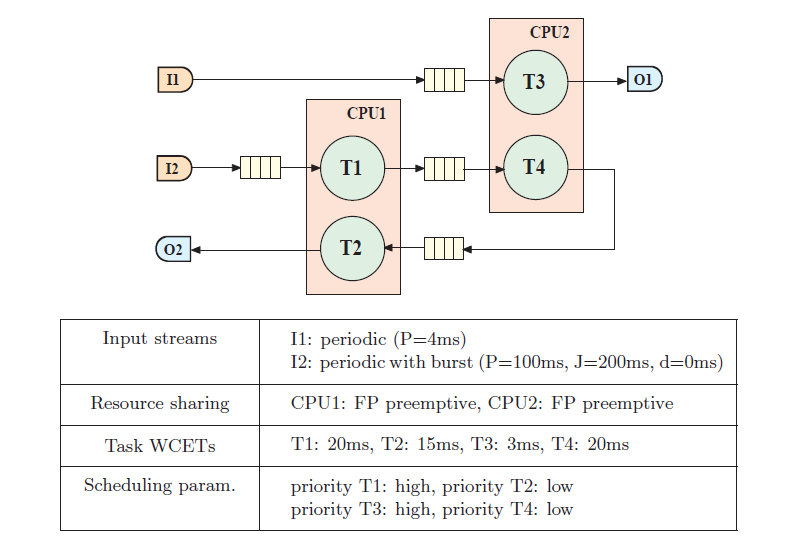 CPU2
I1
T3
O1
CPU1
I2
T1
T4
O2
T2
Input streams
I1: periodic (P=4ms)
I2: periodic with burst (P=100ms, J=200ms, d=0ms)
Resource sharing
CPU1: FP preemptive, CPU2: FP preemptive
Task WCETs
T1: 20ms, T2: 15ms, T3: 3ms, T4: 20ms
Scheduling param.
priority T1: high, priority T2: low
priority T3: high, priority T4: low